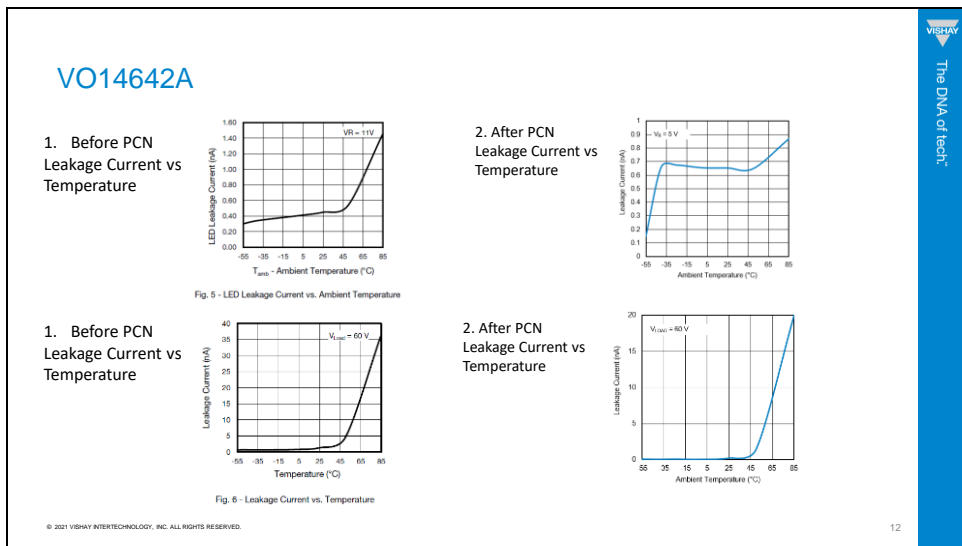 VISHAY
The DNA of tech.™
VO14642A
1. Before PCN
Leakage Current vs
Temperature
1.60
1.40
1.20
1.00
0.80
0.60
0.40
0.20
0.00
LED Leakage Current (nA)
VR = 11V
-55 -35 -15 5 25 45 65 85
Tamb - Ambient Temperature (°C)
Fig. 5 - LED Leakage Current vs. Ambient Temperature
2. After PCN
Leakage Current vs
Temperature
1
0.9
0.8
0.7
0.6
0.5
0.4
0.3
0.2
0.1
0
Leakage Current (nA)
VR = 5 V
-55 -35 -15 5 25 45 65 85
Ambient Temperature (°C)
1. Before PCN
Leakage Current vs
Temperature
40
35
30
25
20
15
10
5
0
Leakage Current (nA)
VLoad = 60 V
-55 -35 -15 5 25 45 65 85
Temperature (°C)
Fig. 6 - Leakage Current vs. Temperature
2. After PCN
Leakage Current vs
Temperature
20
15
10
5
0
Leakage Current (nA)
VLOAD = 60 V
55 35 15 5 25 45 65 85
Ambient Temperature (°C)
© 2021 VISHAY INTERTECHNOLOGY, INC. ALL RIGHTS RESERVED.
12